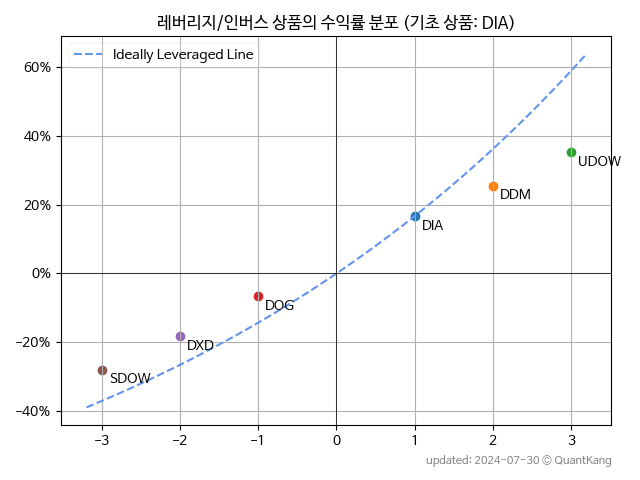 레버리지/인버스 상품의 수익률 분포 (기초 상품: DIA)
Ideally Leveraged Line
60%
40%
20%
0%
−20%
−40%
UDOW
DDM
DIA
DOG
DXD
SDOW
−3 −2 −1 0 1 2 3
updated: 2024-07-30 © QuantKang